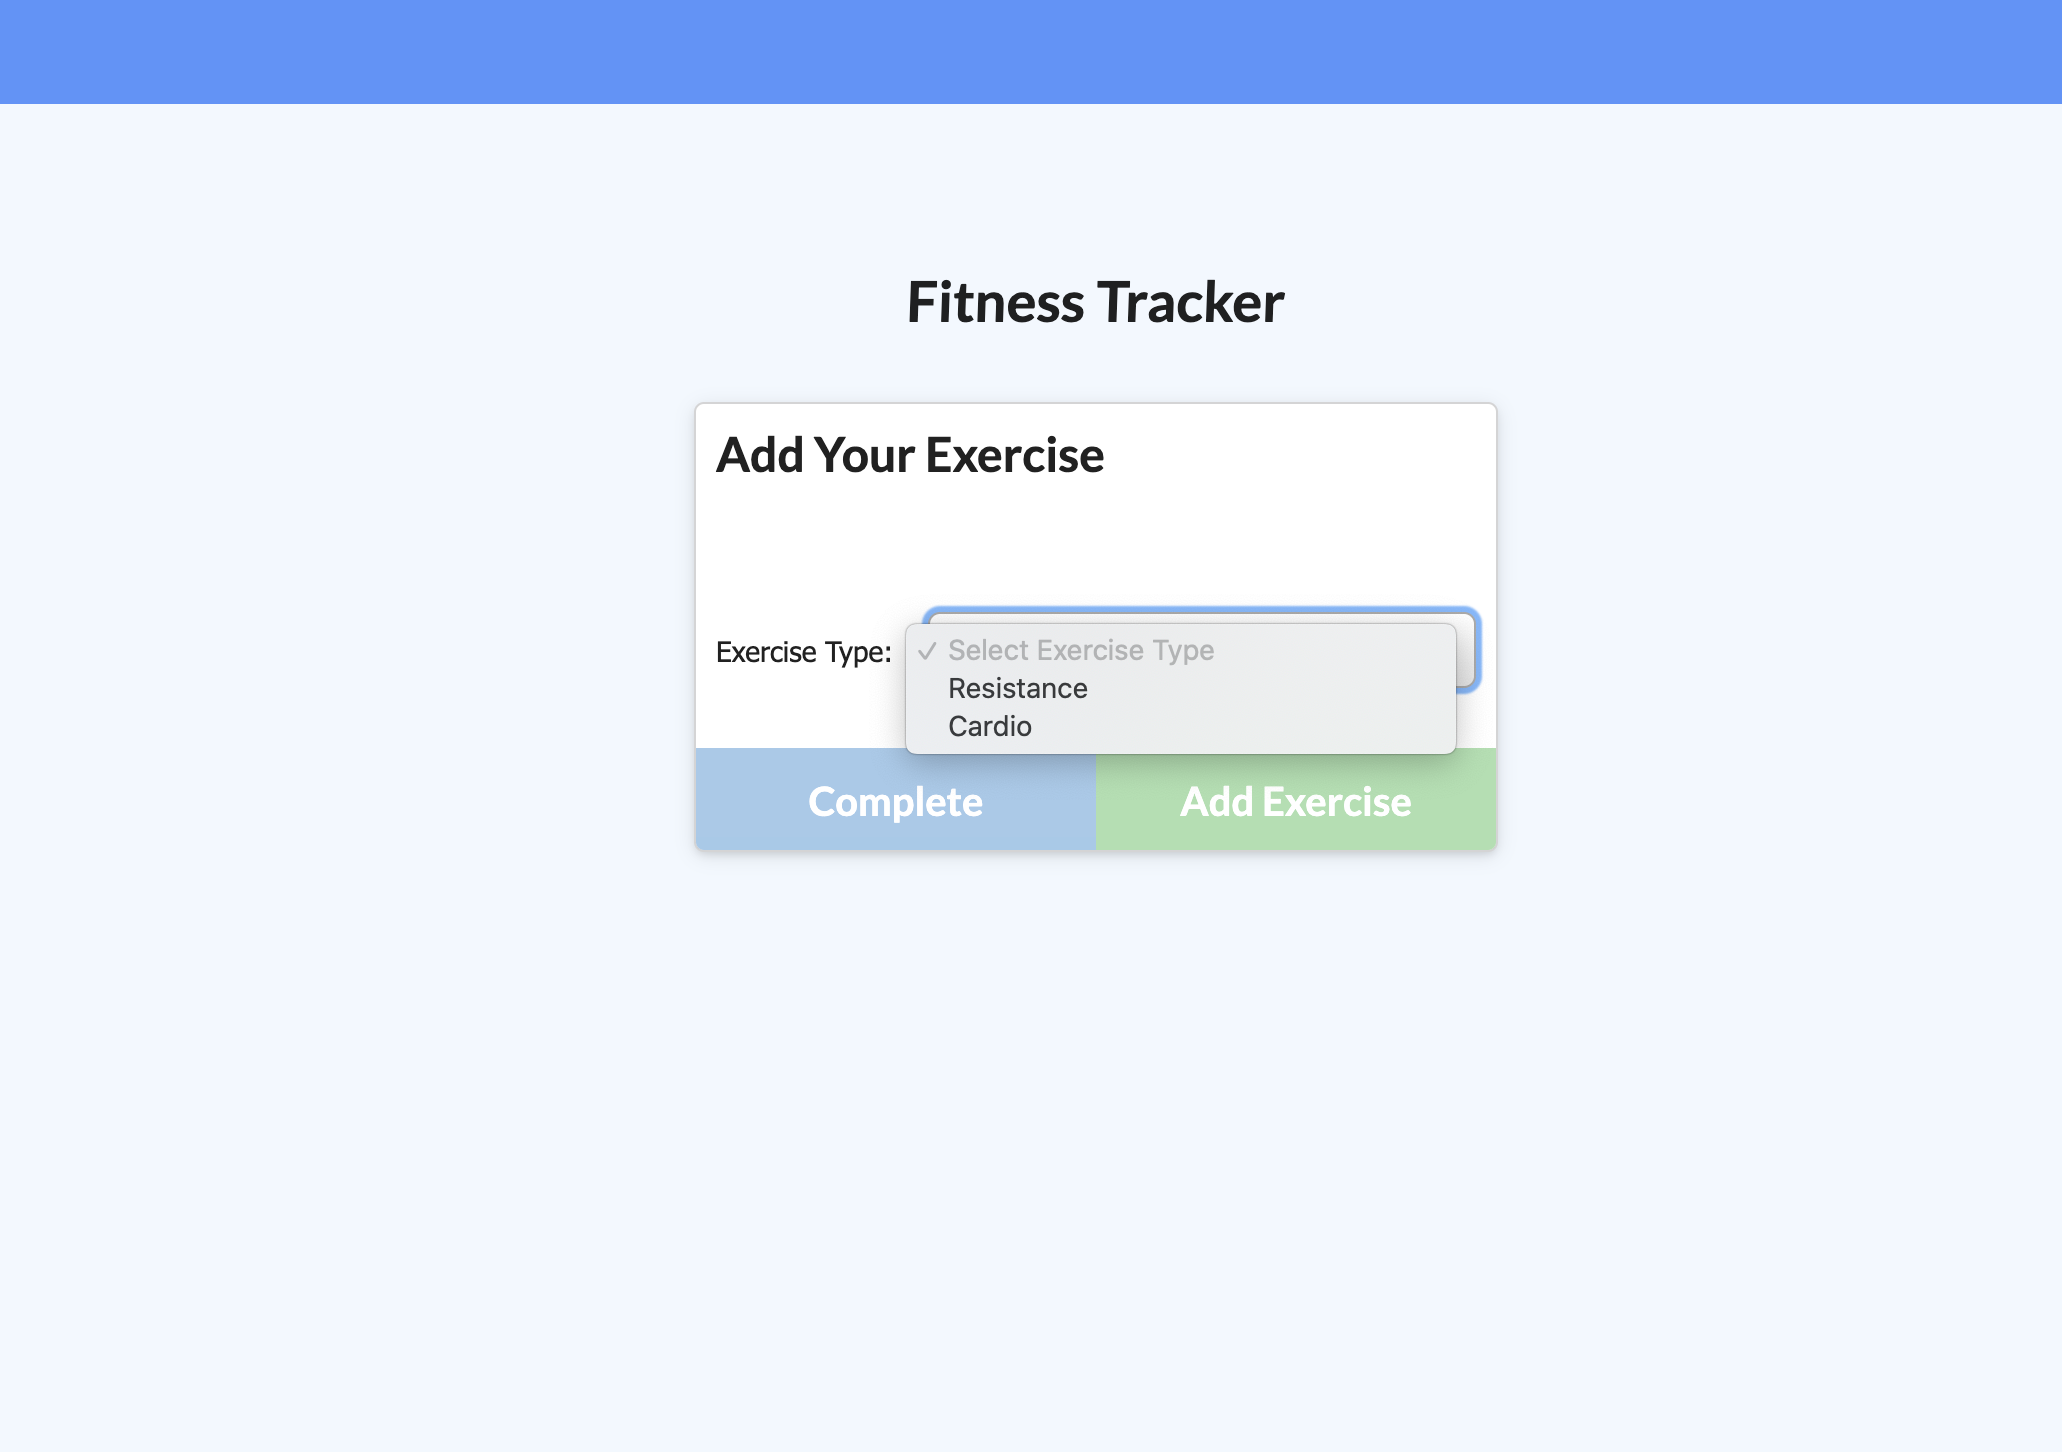 Fitness Tracker
Add Your Exercise
Exercise Type:
✓ Select Exercise Type
Resistance
Cardio
Complete
Add Exercise